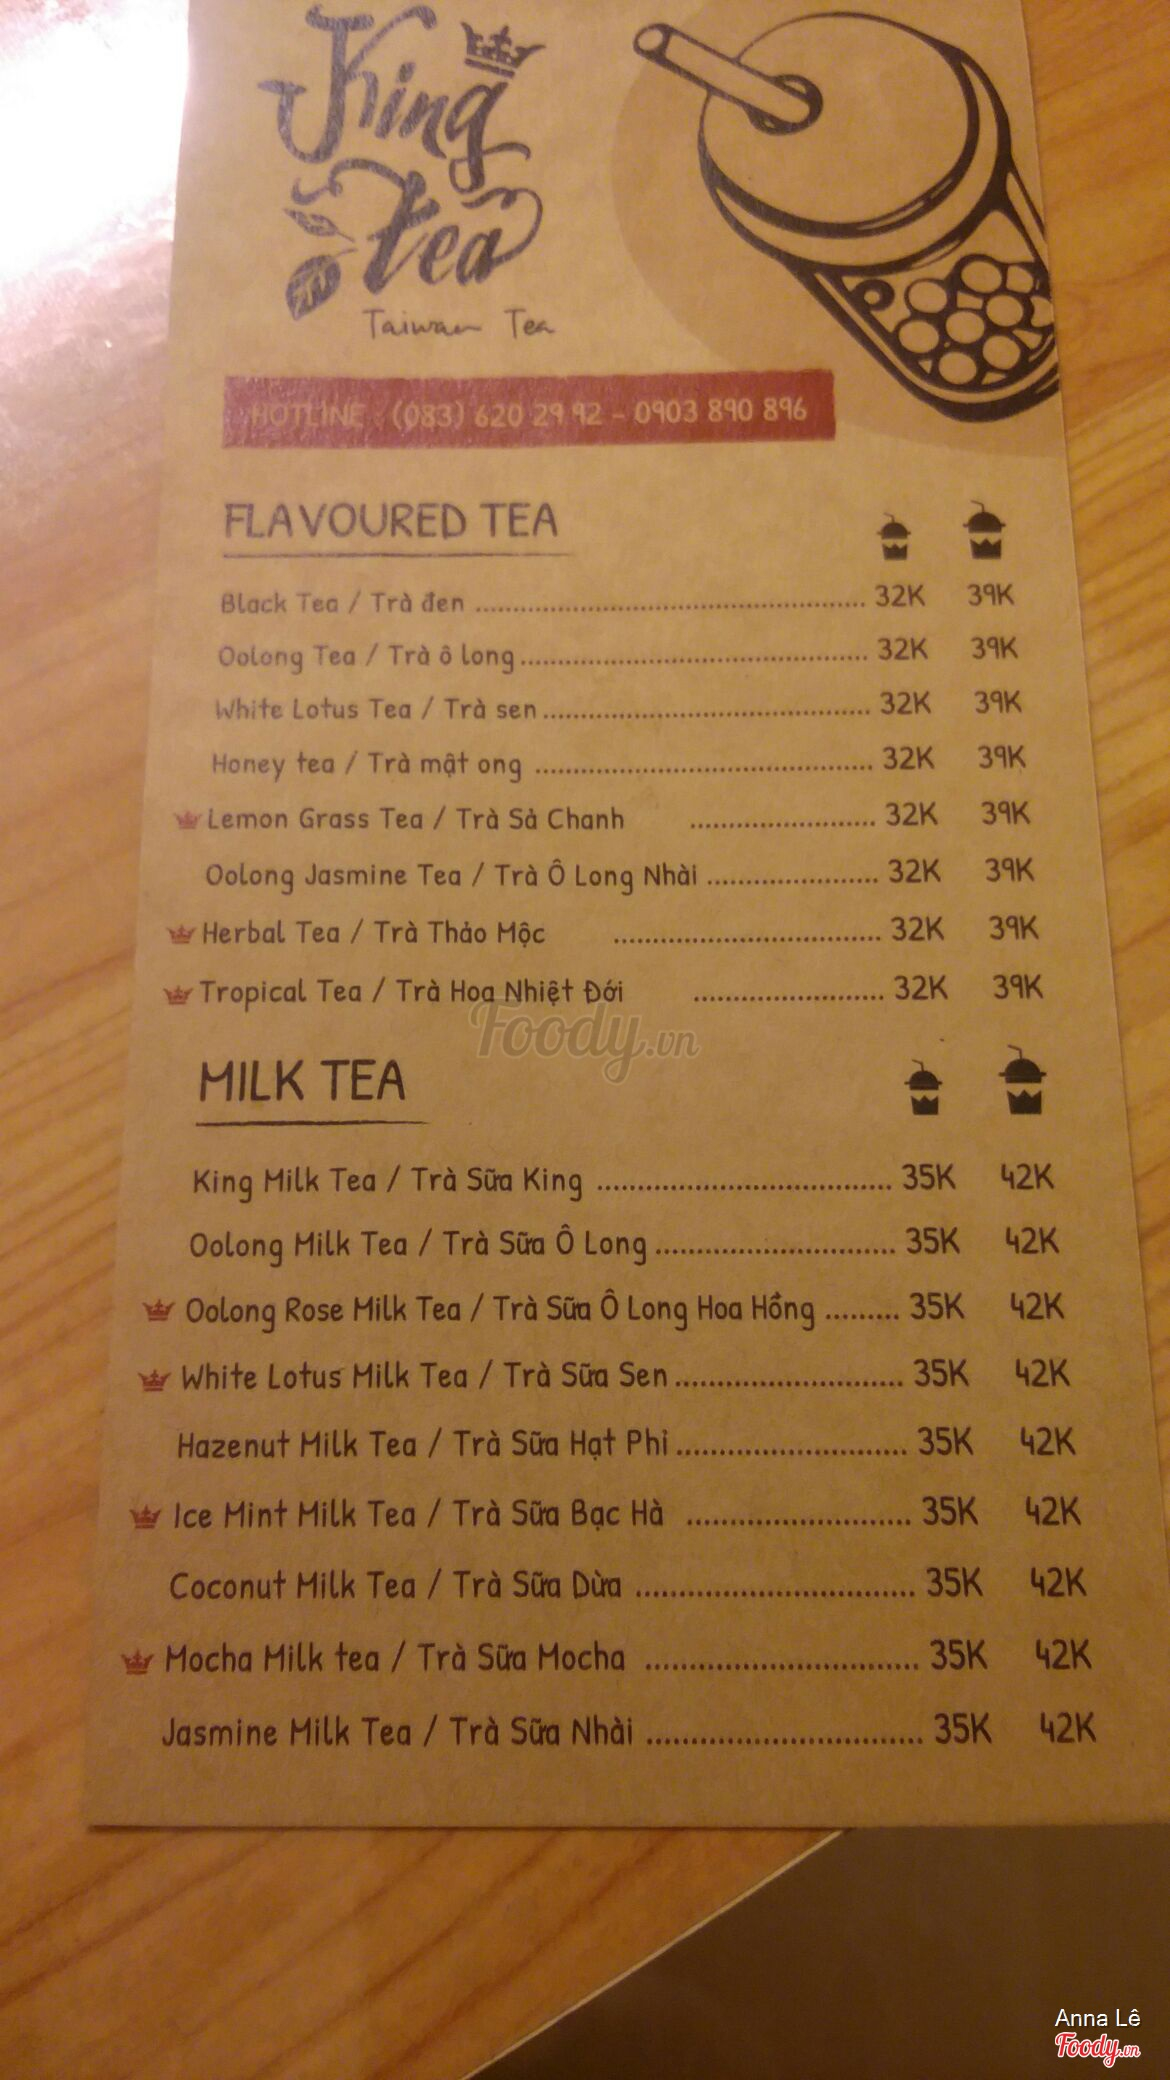 King
tea
Taiwan Tea
HOTLINE : (083) 620 29 92 - 0903 890 896
FLAVOURED TEA
Black Tea / Trà đen ........ 32K 39K
Oolong Tea / Trà ô long ........ 32K 39K
White Lotus Tea / Trà sen ........ 32K 39K
Honey tea / Trà mật ong ........ 32K 39K
Lemon Grass Tea / Trà Sả Chanh ........ 32K 39K
Oolong Jasmine Tea / Trà Ô Long Nhài ........ 32K 39K
Herbal Tea / Trà Thảo Mộc ........ 32K 39K
Tropical Tea / Trà Hoa Nhiệt Đới ........ 32K 39K
Foody.vn
MILK TEA
King Milk Tea / Trà Sữa King ........ 35K 42K
Oolong Milk Tea / Trà Sữa Ô Long ........ 35K 42K
Oolong Rose Milk Tea / Trà Sữa Ô Long Hoa Hồng ........ 35K 42K
White Lotus Milk Tea / Trà Sữa Sen ........ 35K 42K
Hazenut Milk Tea / Trà Sữa Hạt Phỉ ........ 35K 42K
Ice Mint Milk Tea / Trà Sữa Bạc Hà ........ 35K 42K
Coconut Milk Tea / Trà Sữa Dừa ........ 35K 42K
Mocha Milk tea / Trà Sữa Mocha ........ 35K 42K
Jasmine Milk Tea / Trà Sữa Nhài ........ 35K 42K
Anna Lê
Foody.vn